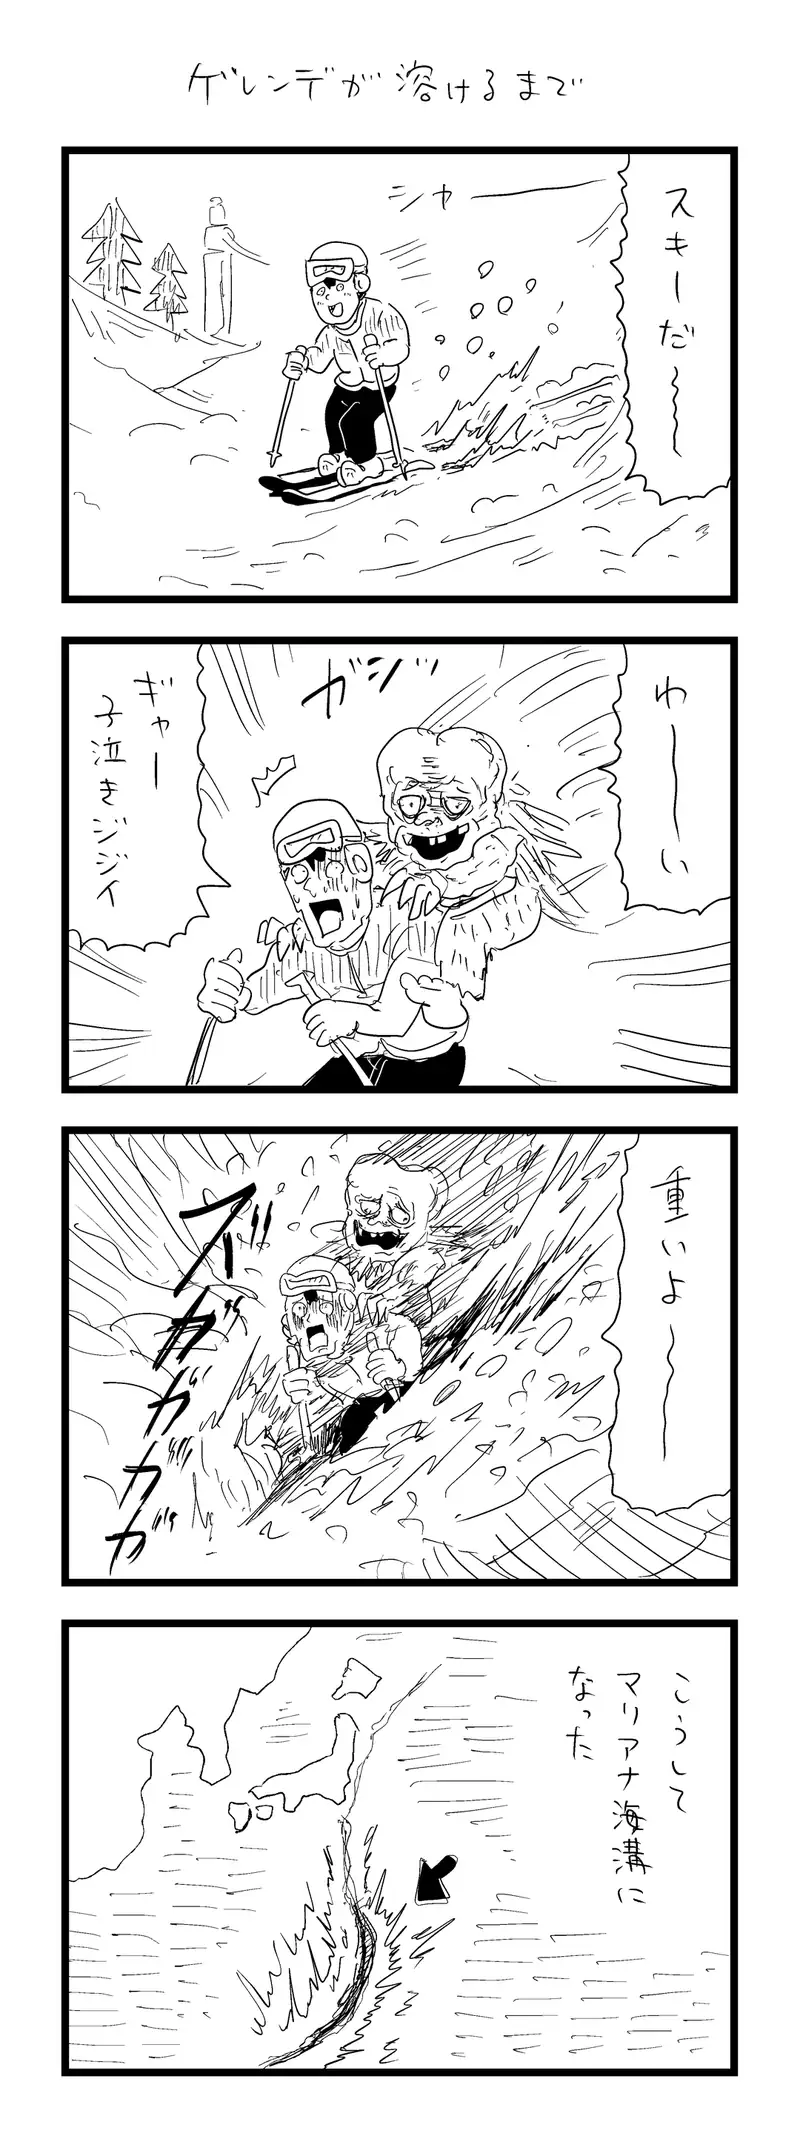 ゲレンデが溶けるまで
スキーだ〜
シャー
わーい
ガシッ
ギャー
子泣きジジイ
重いよ〜
ブガガガガ
こうして
マリアナ海溝に
なった